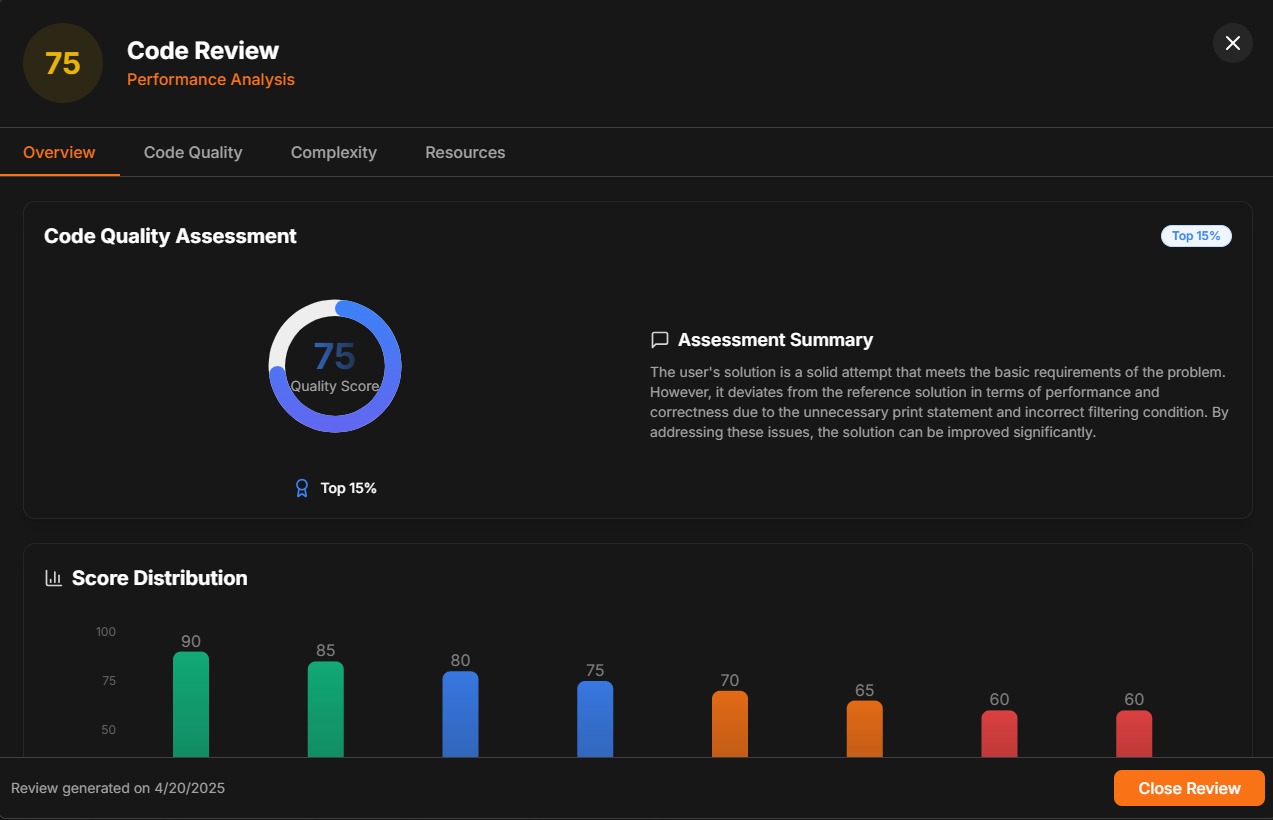 75
Code Review
Performance Analysis
Overview
Code Quality
Complexity
Resources
Code Quality Assessment
Top 15%
75
Quality Score
Top 15%
Assessment Summary
The user's solution is a solid attempt that meets the basic requirements of the problem.
However, it deviates from the reference solution in terms of performance and
correctness due to the unnecessary print statement and incorrect filtering condition. By
addressing these issues, the solution can be improved significantly.
Score Distribution
100
75
50
90
85
80
75
70
65
60
60
Review generated on 4/20/2025
Close Review